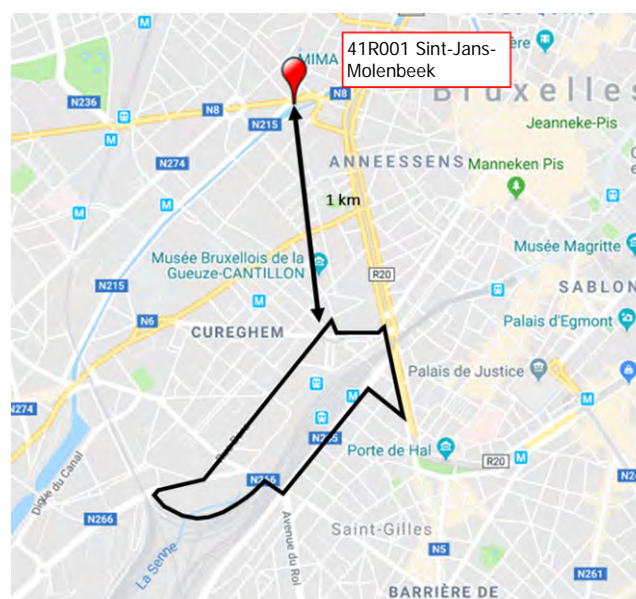 MIMA
41R001 Sint-Jans-
Molenbeek
N236
N8
N8
Bruxelles
N215
Jeanneke-Pis
N274
ANNEESSENS
Manneken Pis
1 km
Musée Bruxellois de la
Gueuze-CANTILLON
Musée Magritte
R20
N215
SABLON
N6
CUREGHEM
Palais d'Egmont
Palais de Justice
N274
Porte de Hal
R20
N266
N266
Digue du Canal
Avenue du Roi
Saint-Gilles
N5
La Senne
N261
BARRIÈRE DE